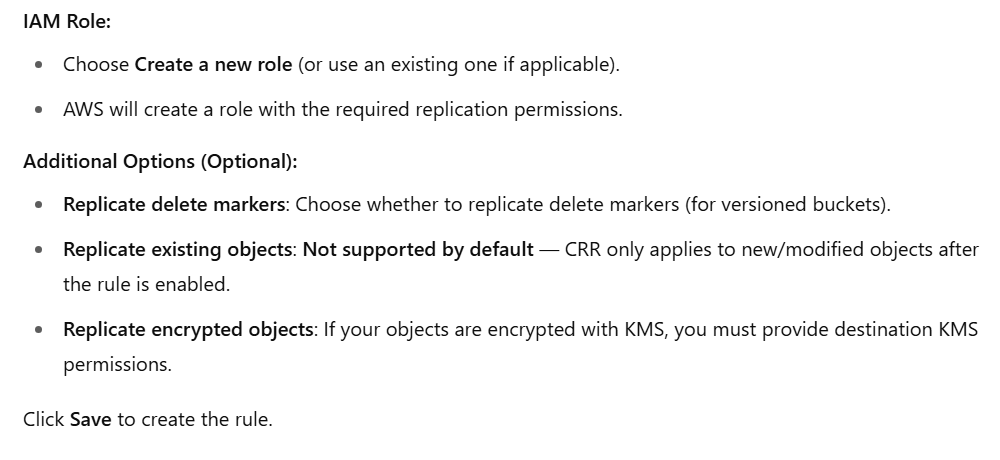 IAM Role:
Choose Create a new role (or use an existing one if applicable).
AWS will create a role with the required replication permissions.
Additional Options (Optional):
Replicate delete markers: Choose whether to replicate delete markers (for versioned buckets).
Replicate existing objects: Not supported by default — CRR only applies to new/modified objects after
the rule is enabled.
Replicate encrypted objects: If your objects are encrypted with KMS, you must provide destination KMS
permissions.
Click Save to create the rule.